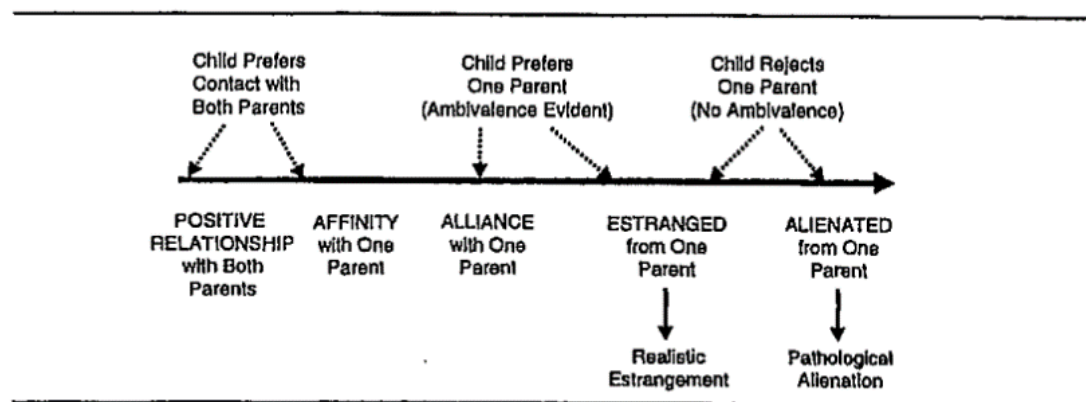 Child Prefers
Contact with
Both Parents
Child Prefers
One Parent
(Ambivalence Evident)
Child Rejects
One Parent
(No Ambivalence)
POSITIVE
RELATIONSHIP
with Both
Parents
AFFINITY
with One
Parent
ALLIANCE
with One
Parent
ESTRANGED
from One
Parent
ALIENATED
from One
Parent
Realistic
Estrangement
Pathological
Alienation